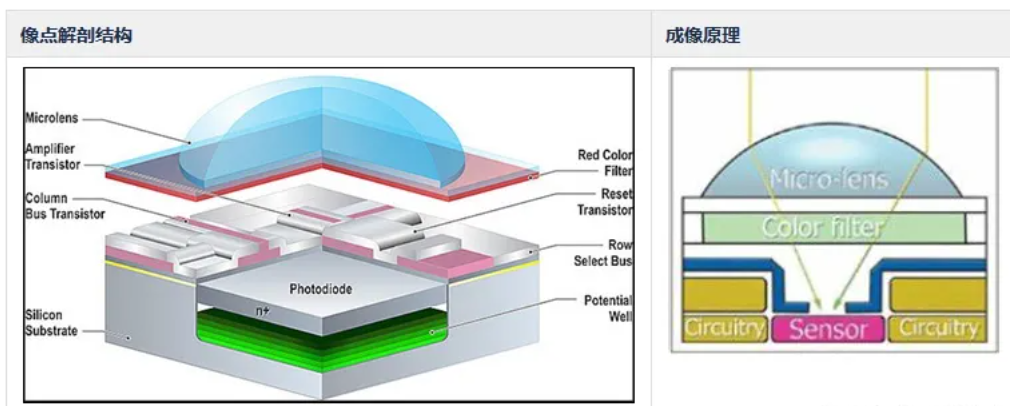 像点解剖结构
成像原理
Microlens
Amplifier
Transistor
Column
Bus Transistor
Silicon
Substrate
Red Color
Filter
Reset
Transistor
Row
Select Bus
Potential
Well
Photodiode
n+
Micro-lens
Color filter
Circuitry
Sensor
Circuitry